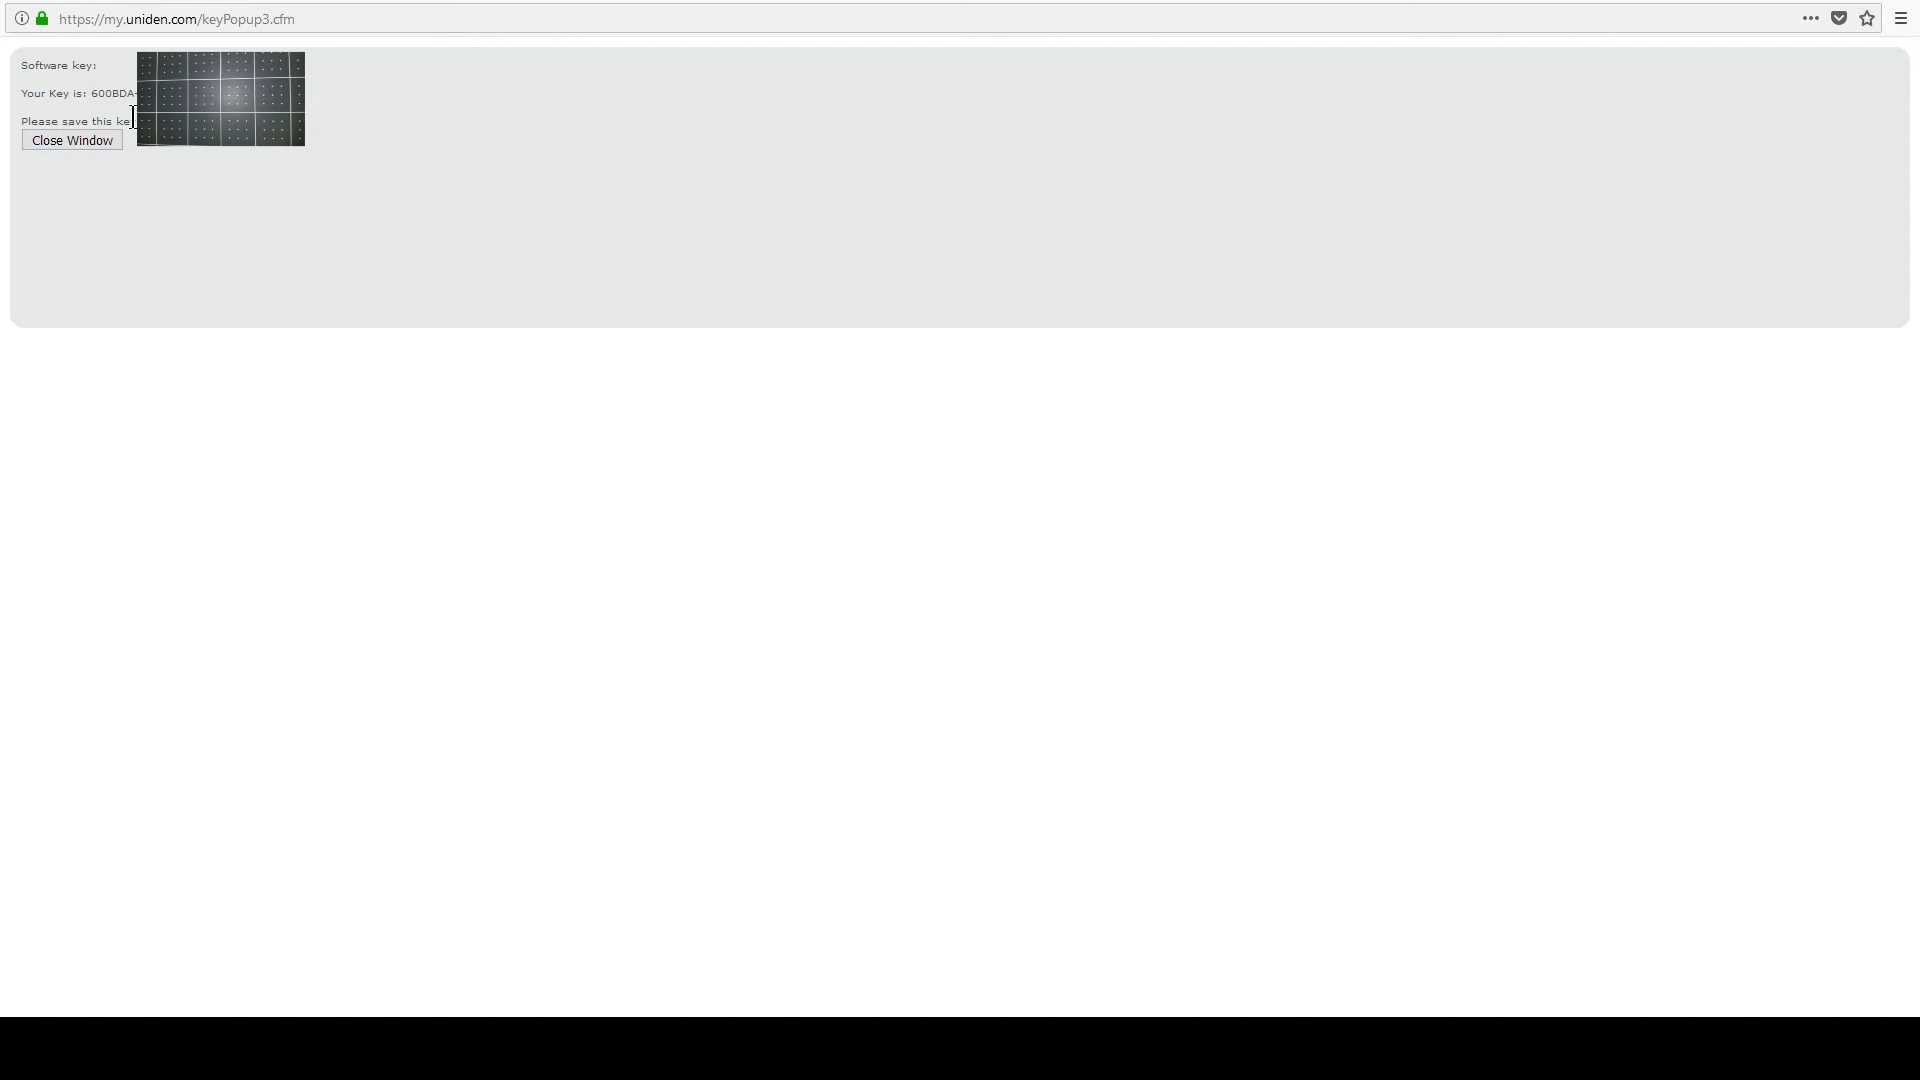 https://my.uniden.com/keyPopup3.cfm
Software key:
Your Key is: 600BDA-
Please save this ke
Close Window